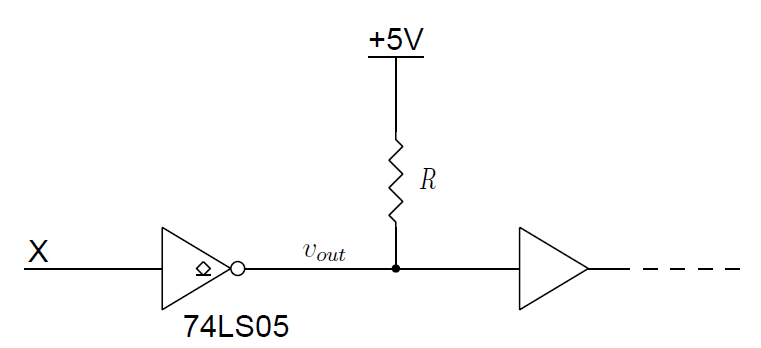 +5V
R
X
v_out
74LS05